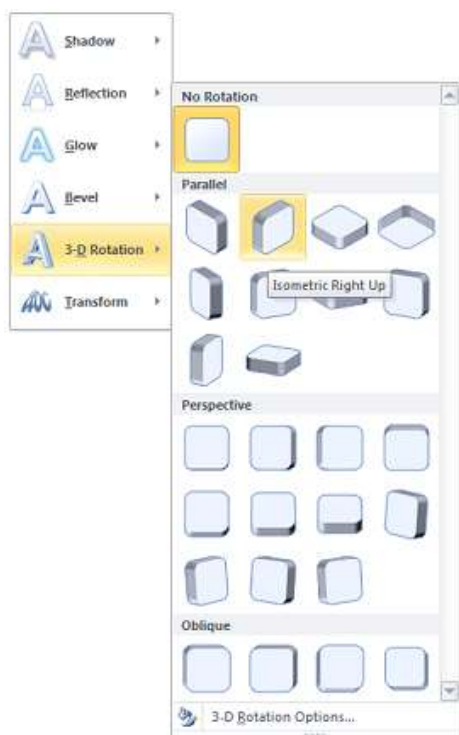 Shadow
Reflection
Glow
Bevel
3-D Rotation
Transform
No Rotation
Parallel
Isometric Right Up
Perspective
Oblique
3-D Rotation Options...